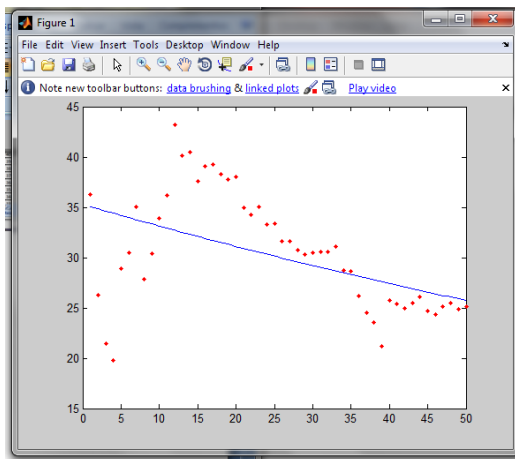 Figure 1
File Edit View Insert Tools Desktop Window Help
Note new toolbar buttons: data brushing & linked plots Play video
45
40
35
30
25
20
15
0 5 10 15 20 25 30 35 40 45 50